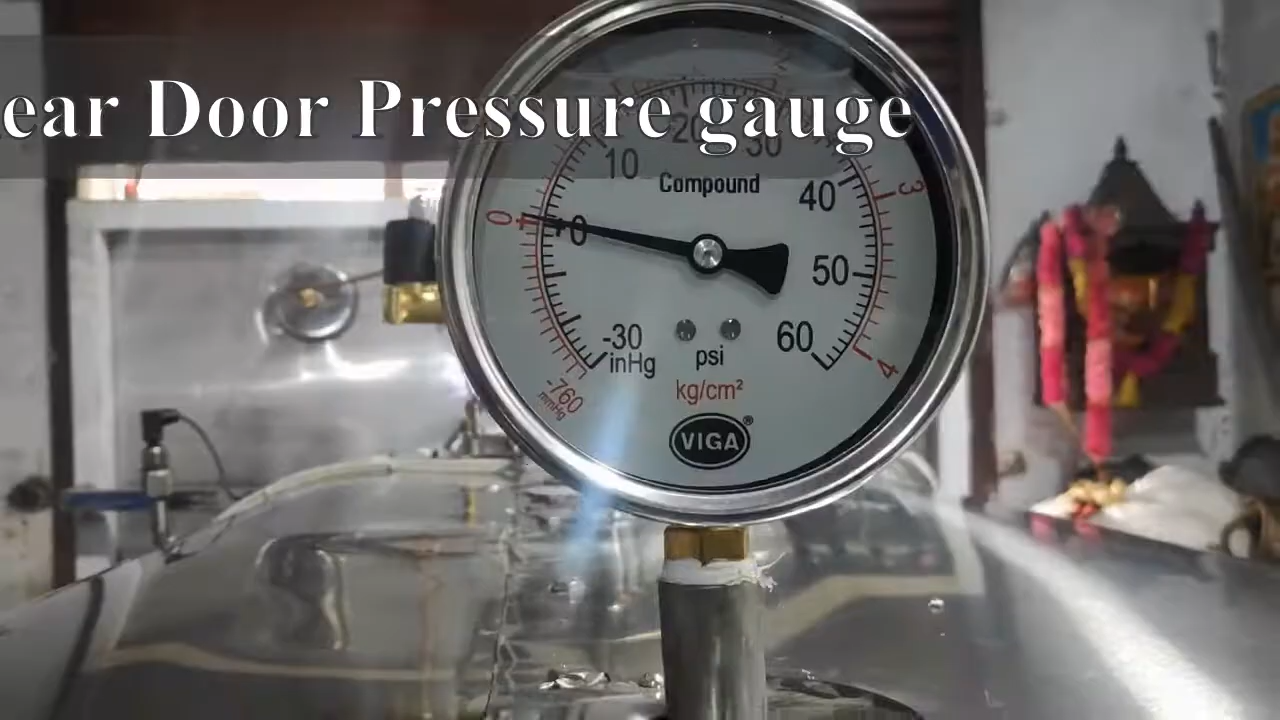 ear Door Pressure gauge
20
10
30
Compound
40
3
0
0
50
-30
inHg
psi
60
kg/cm²
4
-760
mmHg
VIGA®